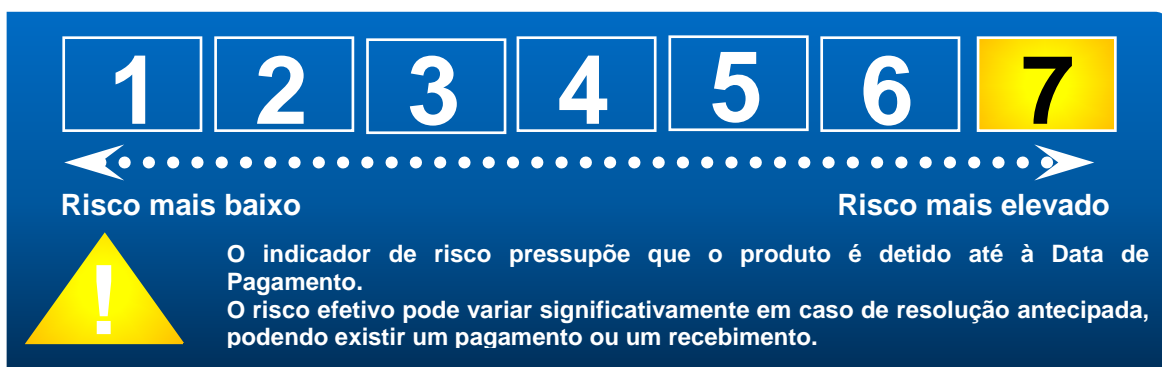 1 2 3 4 5 6 7
Risco mais baixo Risco mais elevado
!
O indicador de risco pressupõe que o produto é detido até à Data de
Pagamento.
O risco efetivo pode variar significativamente em caso de resolução antecipada,
podendo existir um pagamento ou um recebimento.